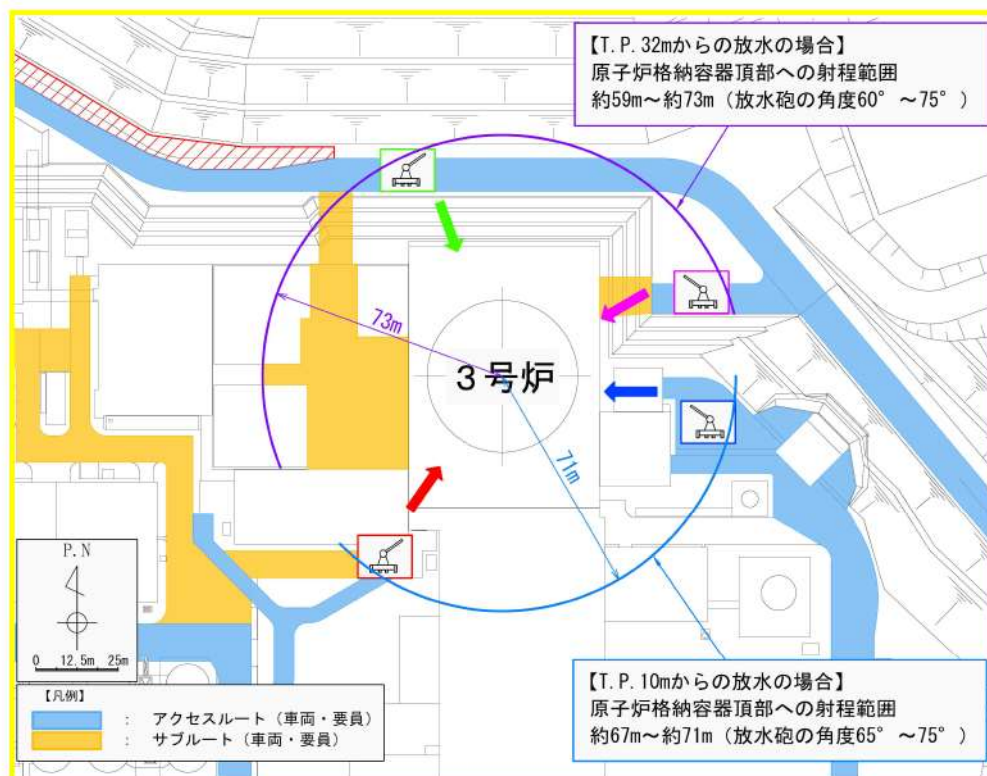 【T.P.32mからの放水の場合】
原子炉格納容器頂部への射程範囲
約59m～約73m（放水砲の角度60°～75°）
73m
3号炉
71m
P.N
0 12.5m 25m
【凡例】
： アクセスルート（車両・要員）
： サブルート（車両・要員）
【T.P.10mからの放水の場合】
原子炉格納容器頂部への射程範囲
約67m～約71m（放水砲の角度65°～75°）